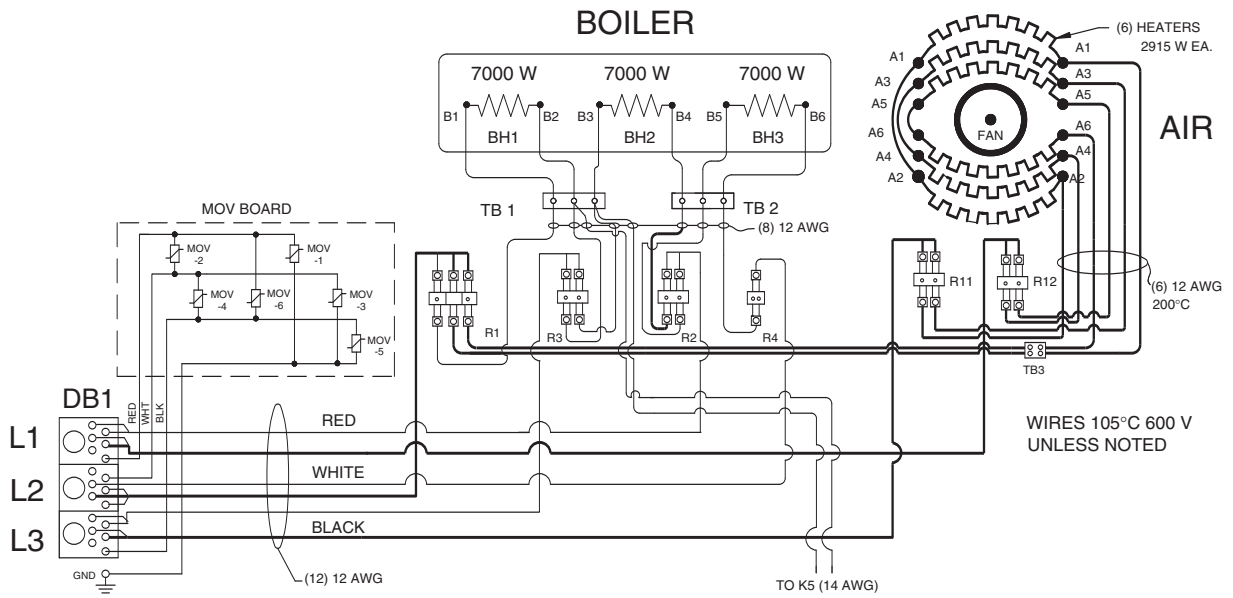 BOILER
(6) HEATERS
2915 W EA.
7000 W
7000 W
7000 W
A1
A1
A3
A3
A5
A5
B1
B2
B3
B4
B5
B6
BH1
BH2
BH3
FAN
AIR
A6
A6
A4
A4
A2
A2
TB 1
TB 2
MOV BOARD
(8) 12 AWG
MOV
-2
MOV
-1
MOV
-4
MOV
-6
MOV
-3
MOV
-5
R11
R12
(6) 12 AWG
200°C
R1
R3
R2
R4
TB3
DB1
RED
WHT
BLK
L1
RED
WIRES 105°C 600 V
UNLESS NOTED
WHITE
L2
L3
BLACK
GND
(12) 12 AWG
TO K5 (14 AWG)